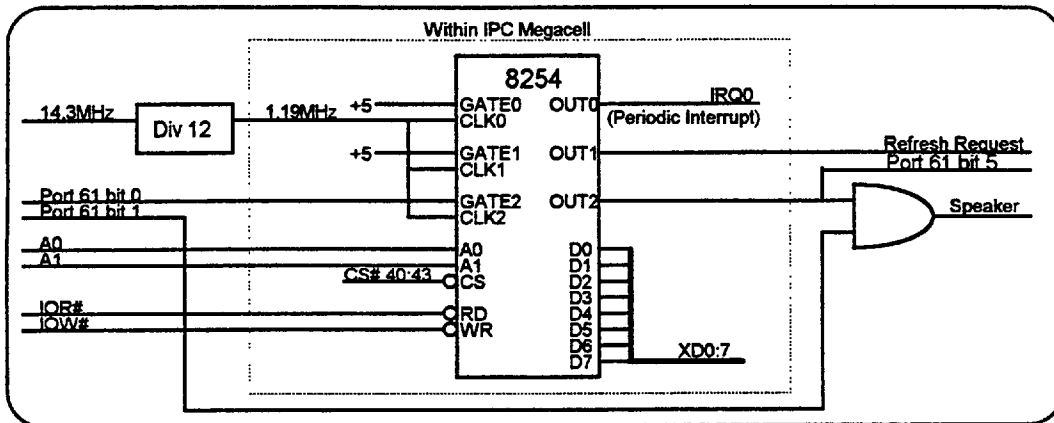 Within IPC Megacell
8254
14.3MHz
Div 12
1.19MHz
+5
GATE0
CLK0
OUT0
IRQ0
(Periodic Interrupt)
+5
GATE1
CLK1
OUT1
Refresh Request
Port 61 bit 5
Port 61 bit 0
Port 61 bit 1
GATE2
CLK2
OUT2
Speaker
A0
A1
A0
A1
CS# 40:43
CS
IOR#
IOW#
RD
WR
D0
D1
D2
D3
D4
D5
D6
D7
XD0:7